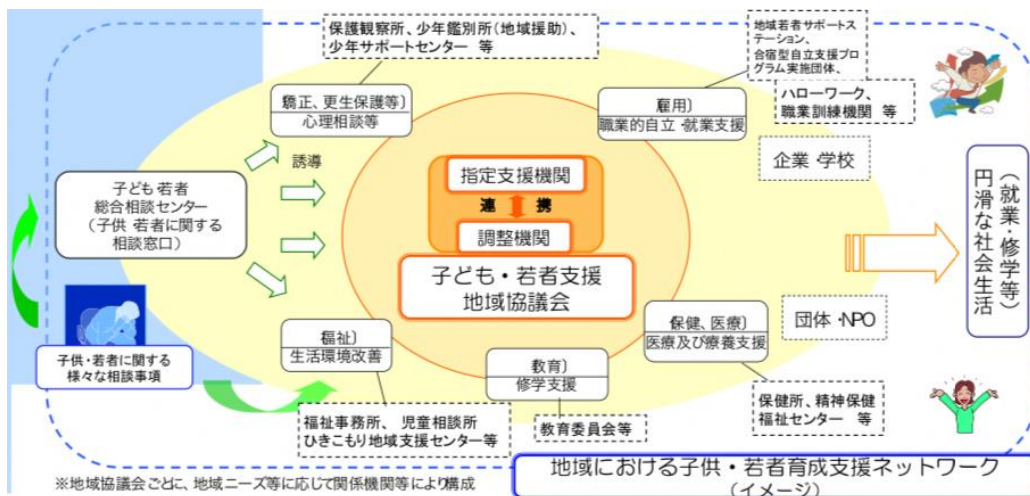 保護観察所、少年鑑別所（地域援助）、
少年サポートセンター 等
地域若者サポートス
テーション、
合宿型自立支援プロ
グラム実施団体、
ハローワーク、
職業訓練機関 等
矯正、更生保護等〕
心理相談等
雇用〕
職業的自立・就業支援
企業・学校
誘導
子ども・若者
総合相談センター
（子供・若者に関する
相談窓口）
指定支援機関
連 携
調整機関
子ども・若者支援
地域協議会
円滑な社会生活
（就業・修学等）
団体・NPO
保健、医療〕
医療及び療養支援
福祉〕
生活環境改善
教育〕
修学支援
子供・若者に関する
様々な相談事項
福祉事務所、 児童相談所
ひきこもり地域支援センター等
教育委員会等
保健所、精神保健
福祉センター 等
地域における子供・若者育成支援ネットワーク
（イメージ）
※地域協議会ごとに、地域ニーズ等に応じて関係機関等により構成